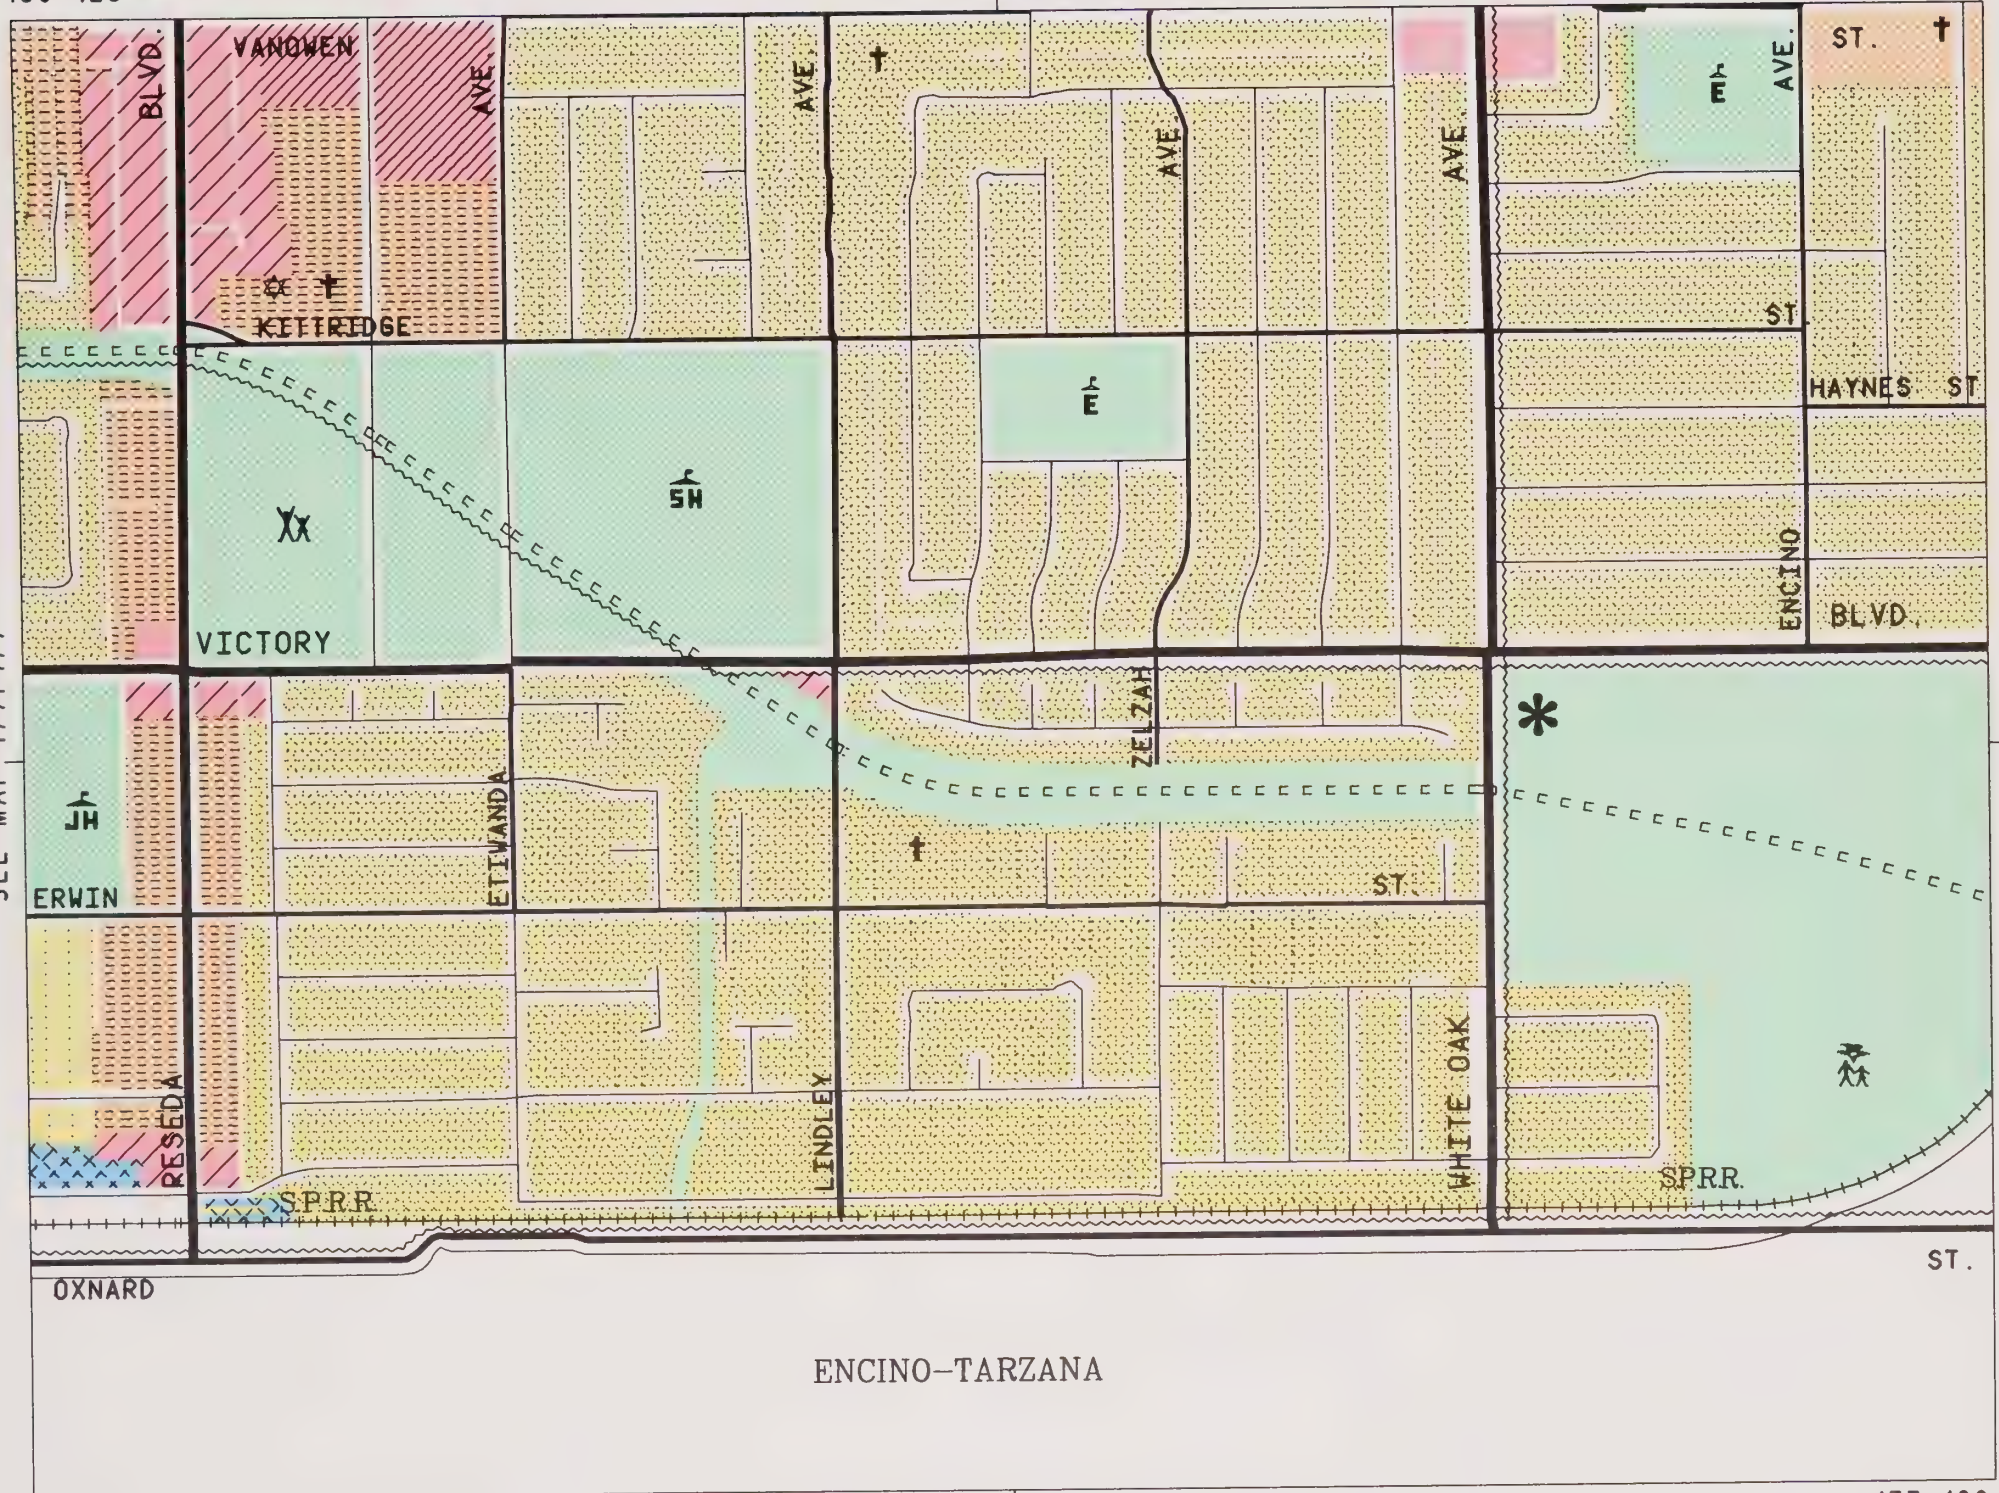 BLVD.
VANOWEN
AVE.
AVE.
AVE.
AVE.
AVE.
ST.
E
KITTRIDGE
ST.
HAYNES ST
E
SH
ENCINO
VICTORY
BLVD.
ZELZAH
JH
ETIWANDA
ERWIN
ST.
RESEDA
LINDLEY
WHITE OAK
S.P.R.R.
S.P.R.R.
OXNARD
ST.
ENCINO-TARZANA